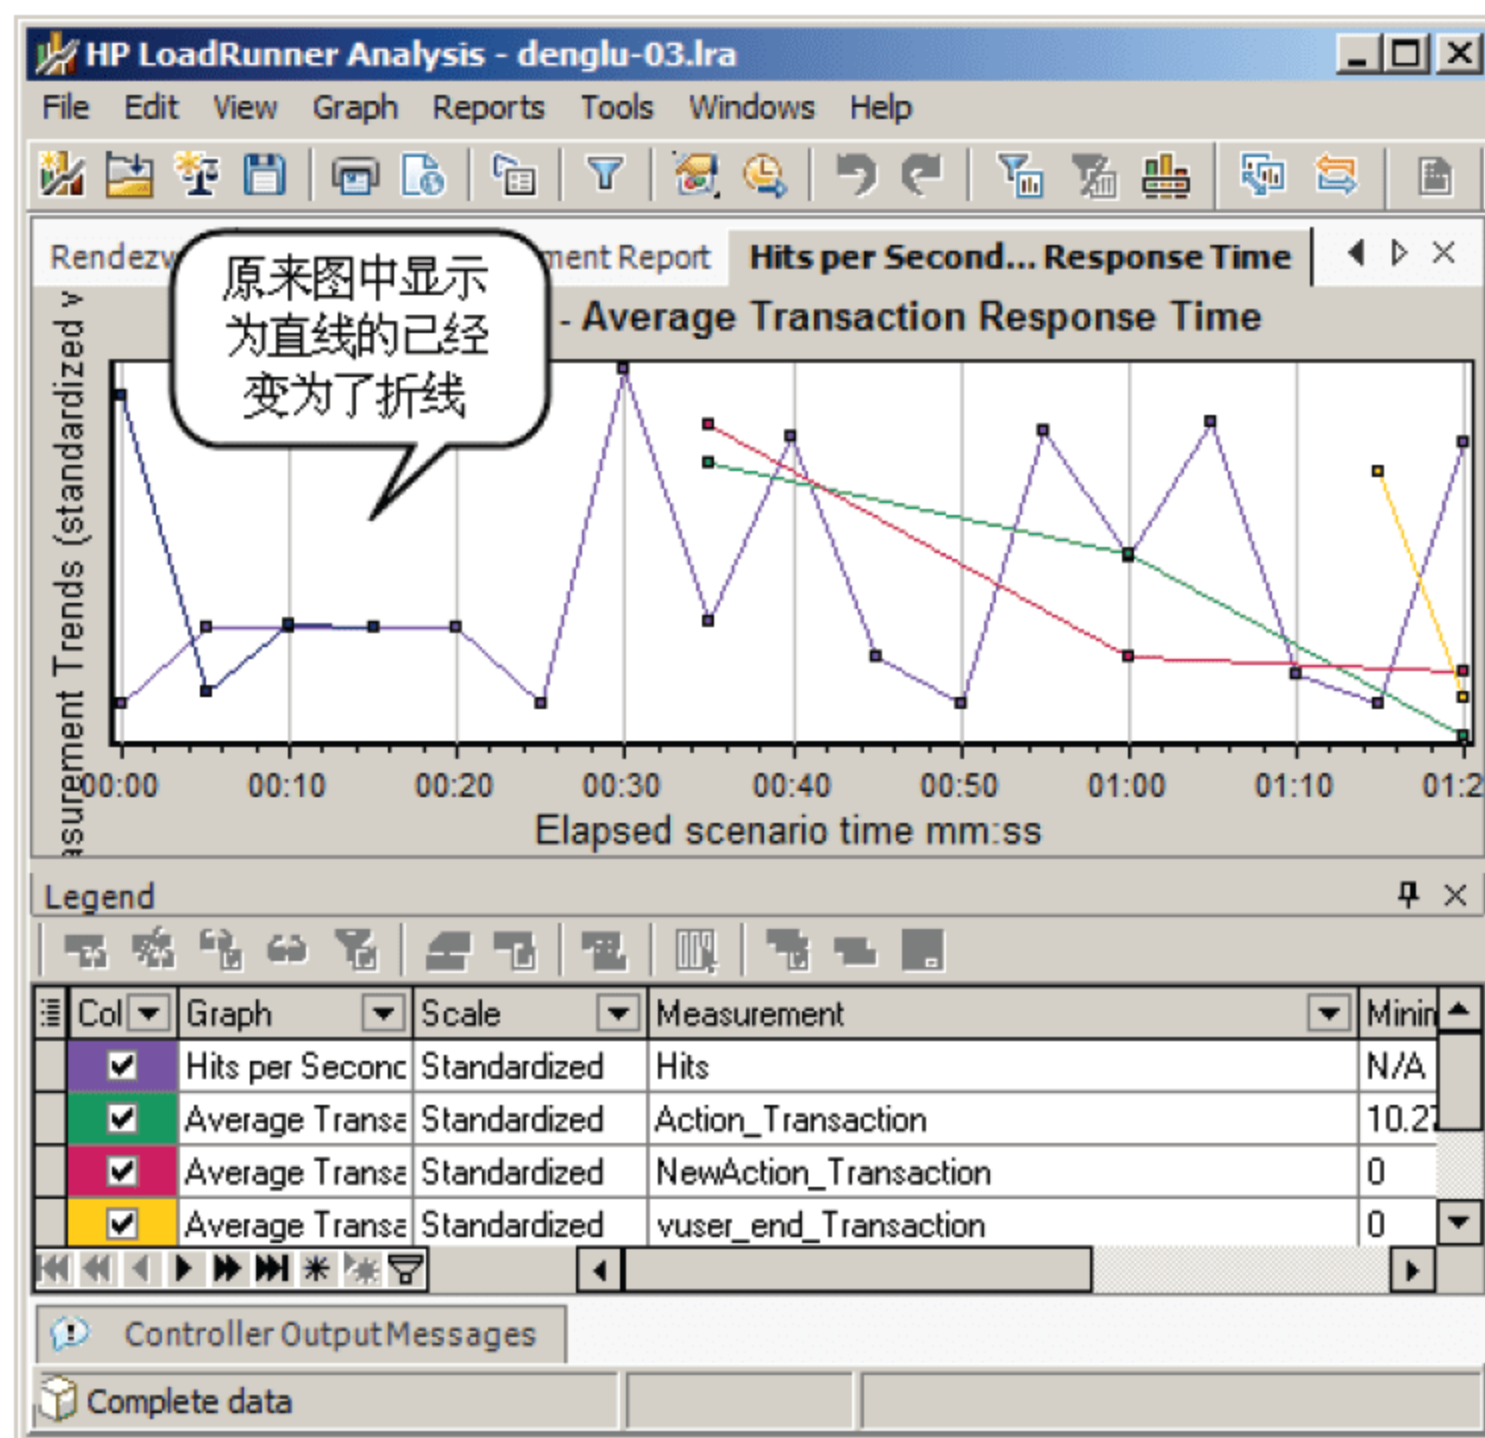 HP LoadRunner Analysis - denglu-03.lra
File Edit View Graph Reports Tools Windows Help
Rendezv
ment Report
Hits per Second... Response Time
原来图中显示
为直线的已经
变为了折线
- Average Transaction Response Time
asurement Trends (standardized v
00:00 00:10 00:20 00:30 00:40 00:50 01:00 01:10 01:2
Elapsed scenario time mm:ss
Legend
Col Graph Scale Measurement Minin
Hits per Second Standardized Hits N/A
Average Transa Standardized Action_Transaction 10.27
Average Transa Standardized NewAction_Transaction 0
Average Transa Standardized vuser_end_Transaction 0
Controller Output Messages
Complete data